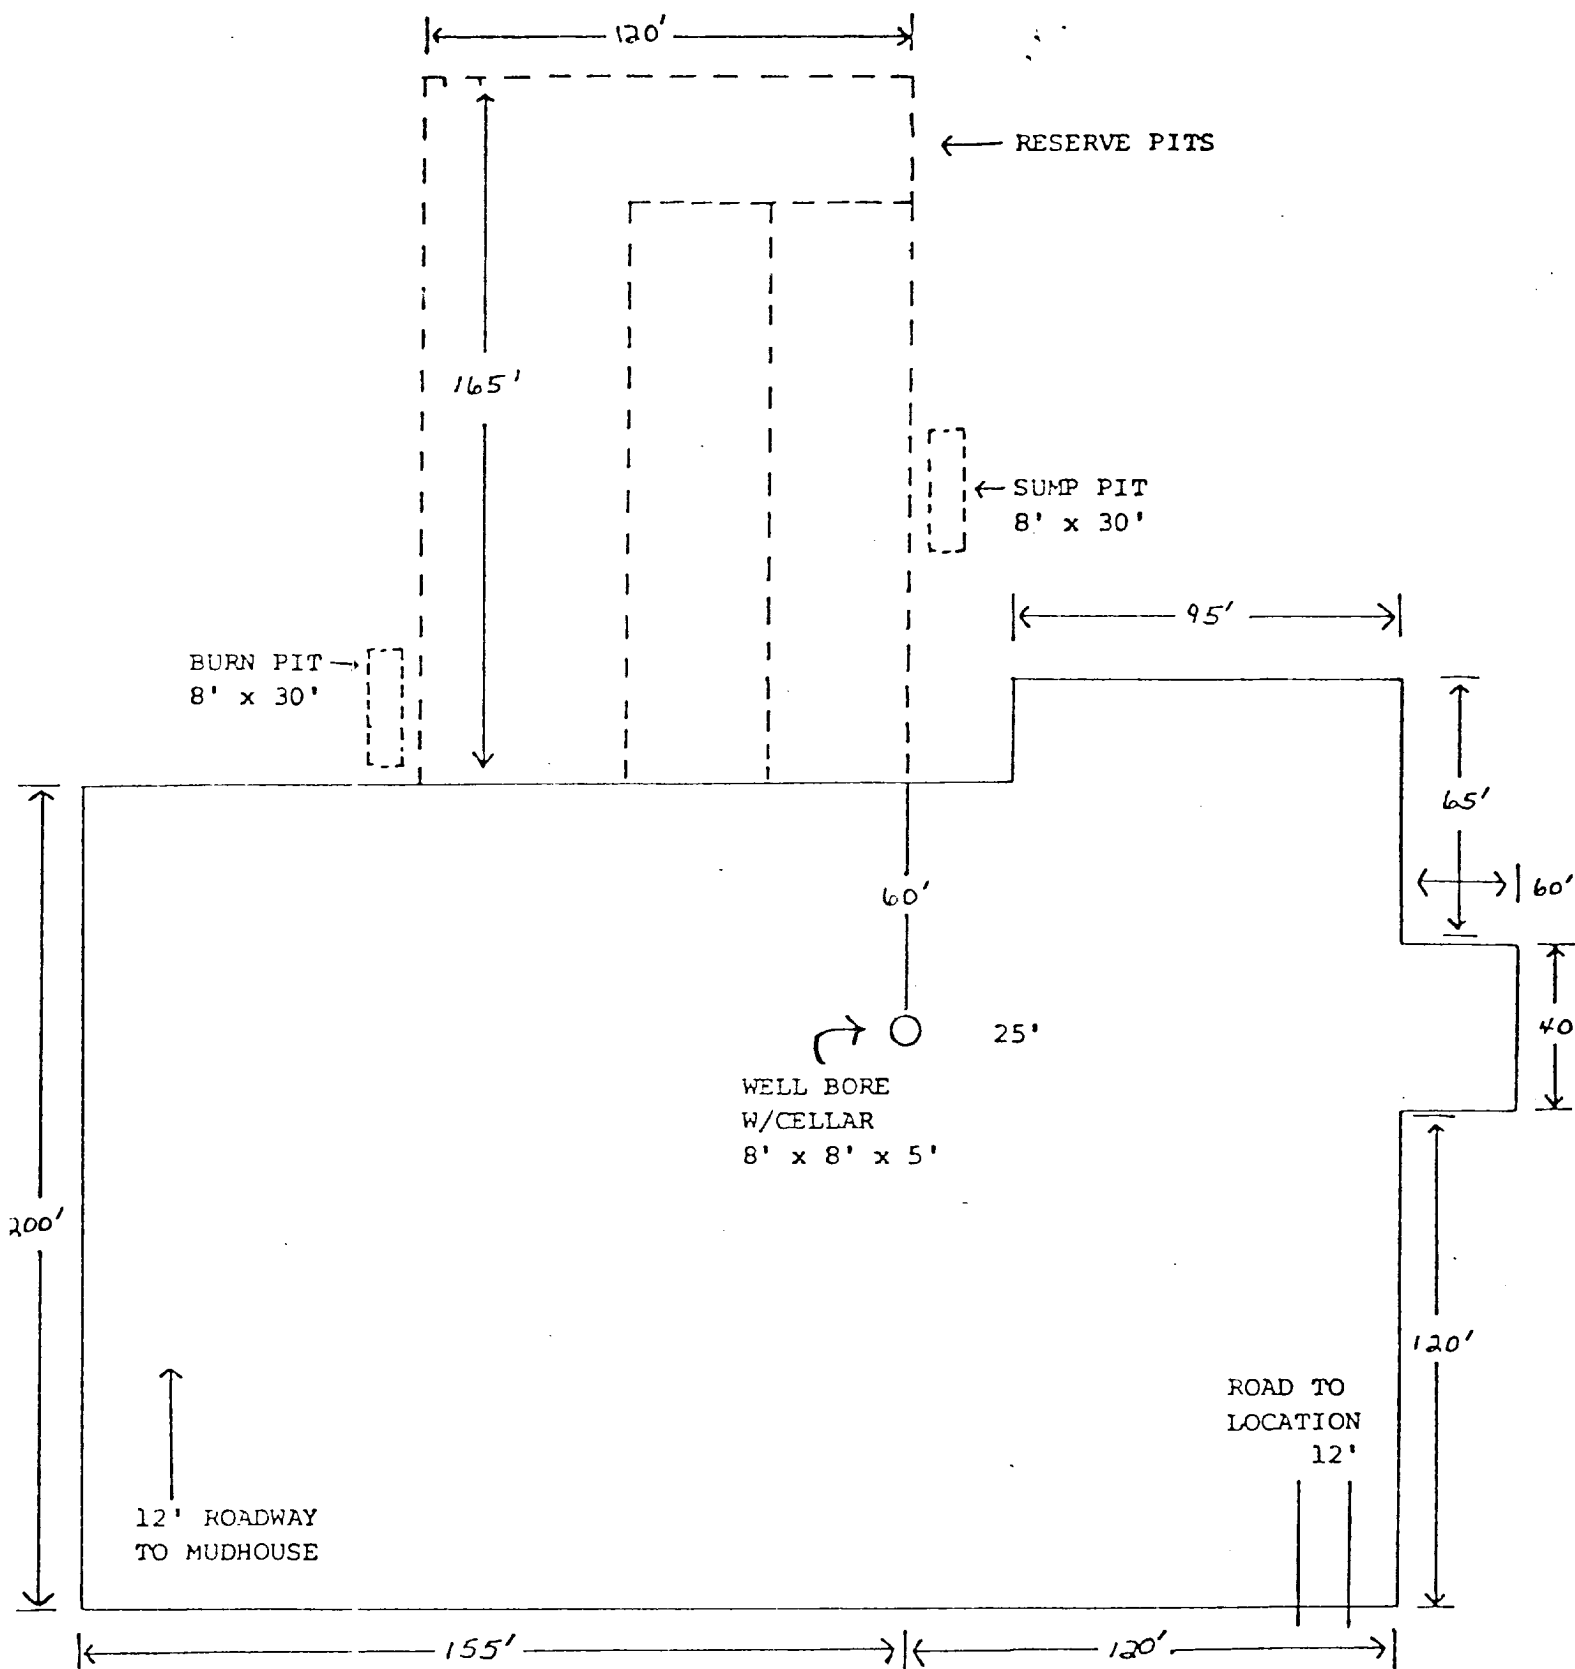 120'
RESERVE PITS
165'
SUMP PIT
8' x 30'
95'
BURN PIT
8' x 30'
65'
60'
60'
40
25'
WELL BORE
W/CELLAR
8' x 8' x 5'
200'
120'
ROAD TO
LOCATION
12'
12' ROADWAY
TO MUDHOUSE
155'
120'